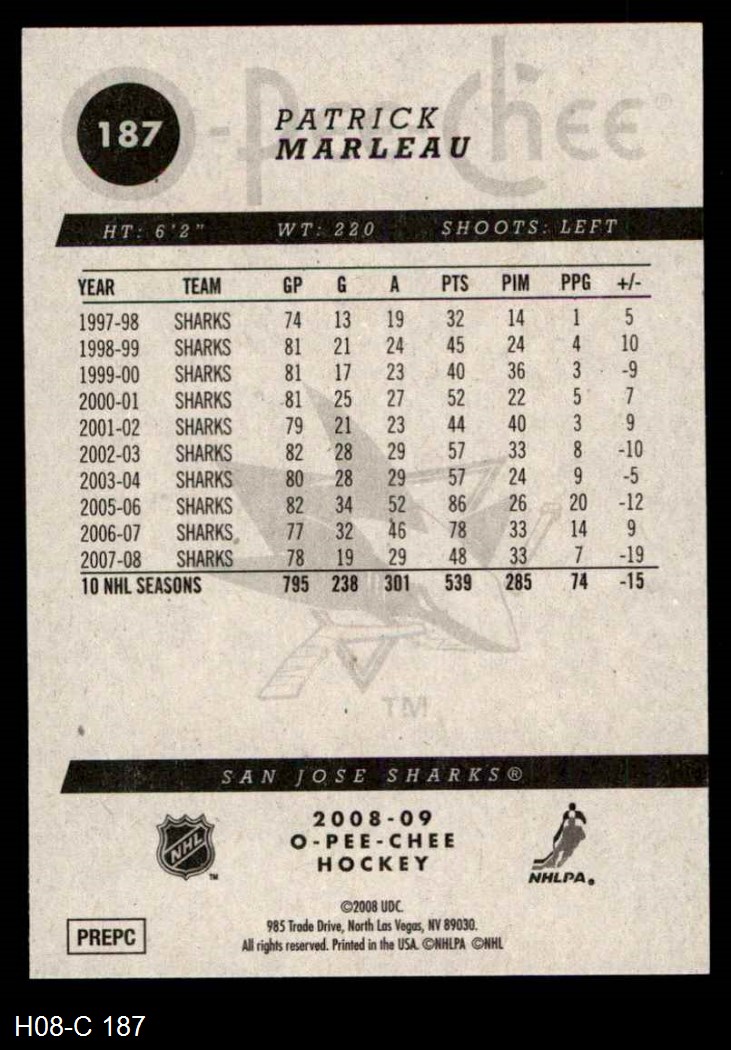 O-Pee-Chee®
187
PATRICK
MARLEAU
HT: 6'2" WT: 220 SHOOTS: LEFT
YEAR TEAM GP G A PTS PIM PPG +/-
1997-98 SHARKS 74 13 19 32 14 1 5
1998-99 SHARKS 81 21 24 45 24 4 10
1999-00 SHARKS 81 17 23 40 36 3 -9
2000-01 SHARKS 81 25 27 52 22 5 7
2001-02 SHARKS 79 21 23 44 40 3 9
2002-03 SHARKS 82 28 29 57 33 8 -10
2003-04 SHARKS 80 28 29 57 24 9 -5
2005-06 SHARKS 82 34 52 86 26 20 -12
2006-07 SHARKS 77 32 46 78 33 14 9
2007-08 SHARKS 78 19 29 48 33 7 -19
10 NHL SEASONS 795 238 301 539 285 74 -15
TM
SAN JOSE SHARKS®
NHL TM
2008-09
O-PEE-CHEE
HOCKEY
NHLPA®
©2008 UDC.
985 Trade Drive, North Las Vegas, NV 89030.
All rights reserved. Printed in the USA. ©NHLPA ©NHL
PREPC
H08-C 187